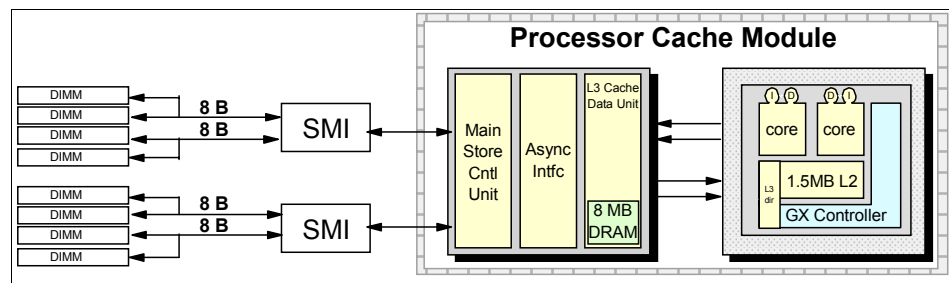 Processor Cache Module
DIMM
DIMM
DIMM
DIMM
8 B
8 B
SMI
DIMM
DIMM
DIMM
DIMM
8 B
8 B
SMI
Main
Store
Cntl
Unit
Async
Intfc
L3 Cache
Data Unit
8 MB
DRAM
I
D
D
I
core
core
L3
dir
1.5MB L2
GX Controller